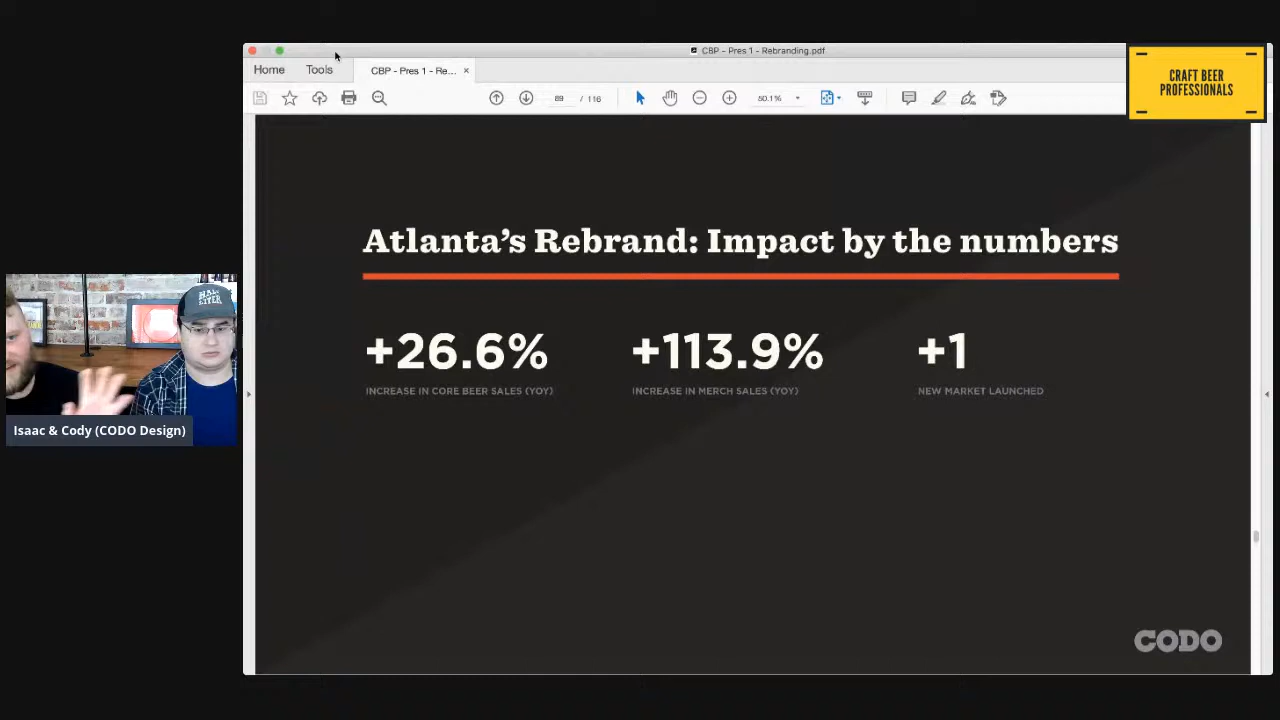 CBP - Pres 1 - Rebranding.pdf
Home
Tools
CBP - Pres 1 - Re...
89 / 116
50.1%
CRAFT BEER
PROFESSIONALS
Atlanta's Rebrand: Impact by the numbers
+26.6%
INCREASE IN CORE BEER SALES (YOY)
+113.9%
INCREASE IN MERCH SALES (YOY)
+1
NEW MARKET LAUNCHED
Isaac & Cody (CODO Design)
CODO